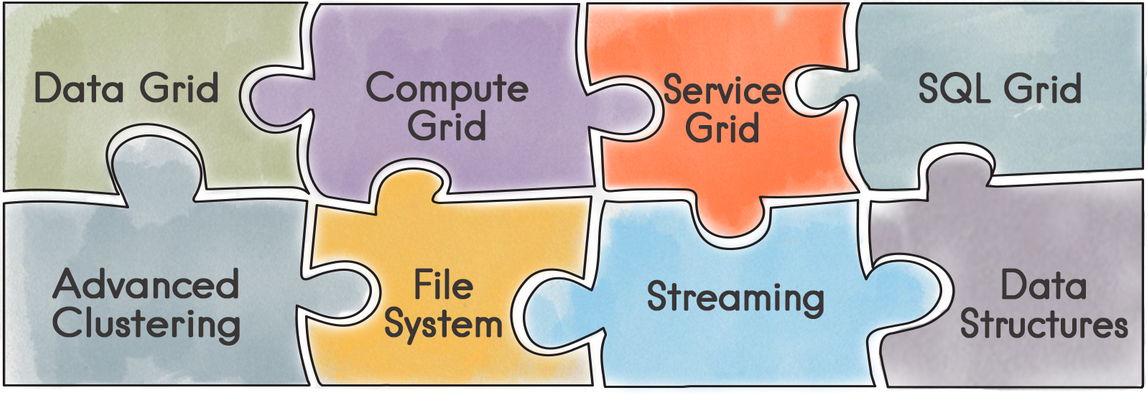 Data Grid
Compute
Grid
Service
Grid
SQL Grid
Advanced
Clustering
File
System
Streaming
Data
Structures